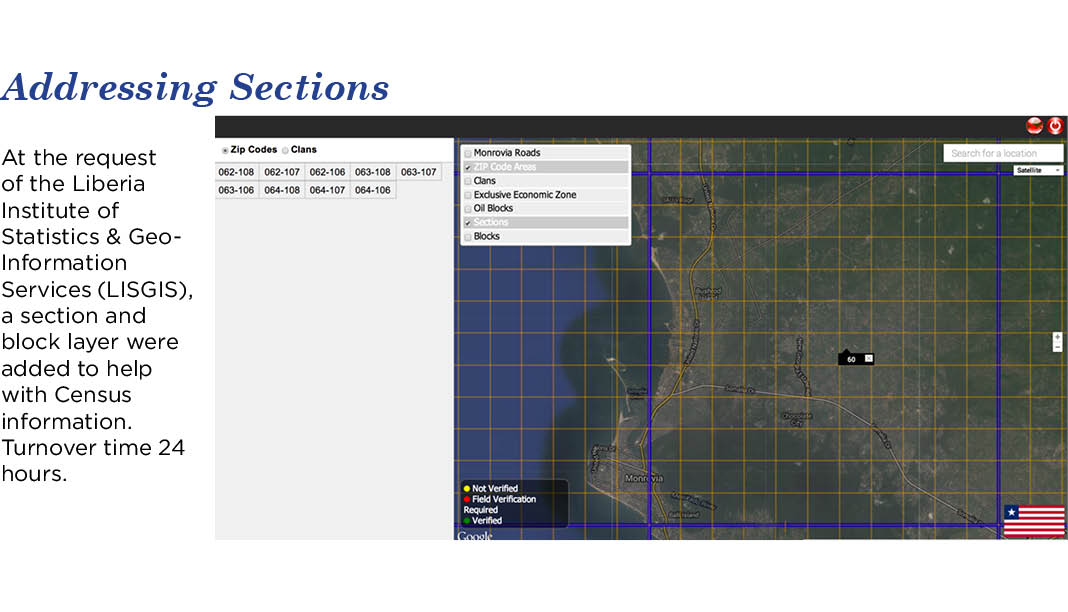 Addressing Sections
At the request
of the Liberia
Institute of
Statistics & Geo-
Information
Services (LISGIS),
a section and
block layer were
added to help
with Census
information.
Turnover time 24
hours.
Zip Codes Clans
062-108 062-107 062-106 063-108 063-107
063-106 064-108 064-107 064-106
Monrovia Roads
ZIP Code Areas
Clans
Exclusive Economic Zone
Oil Blocks
Sections
Blocks
Search for a location
Satellite
Bushrod
60
Somalia Dr
Chocolate
City
Monrovia
Not Verified
Field Verification
Required
Verified
Google